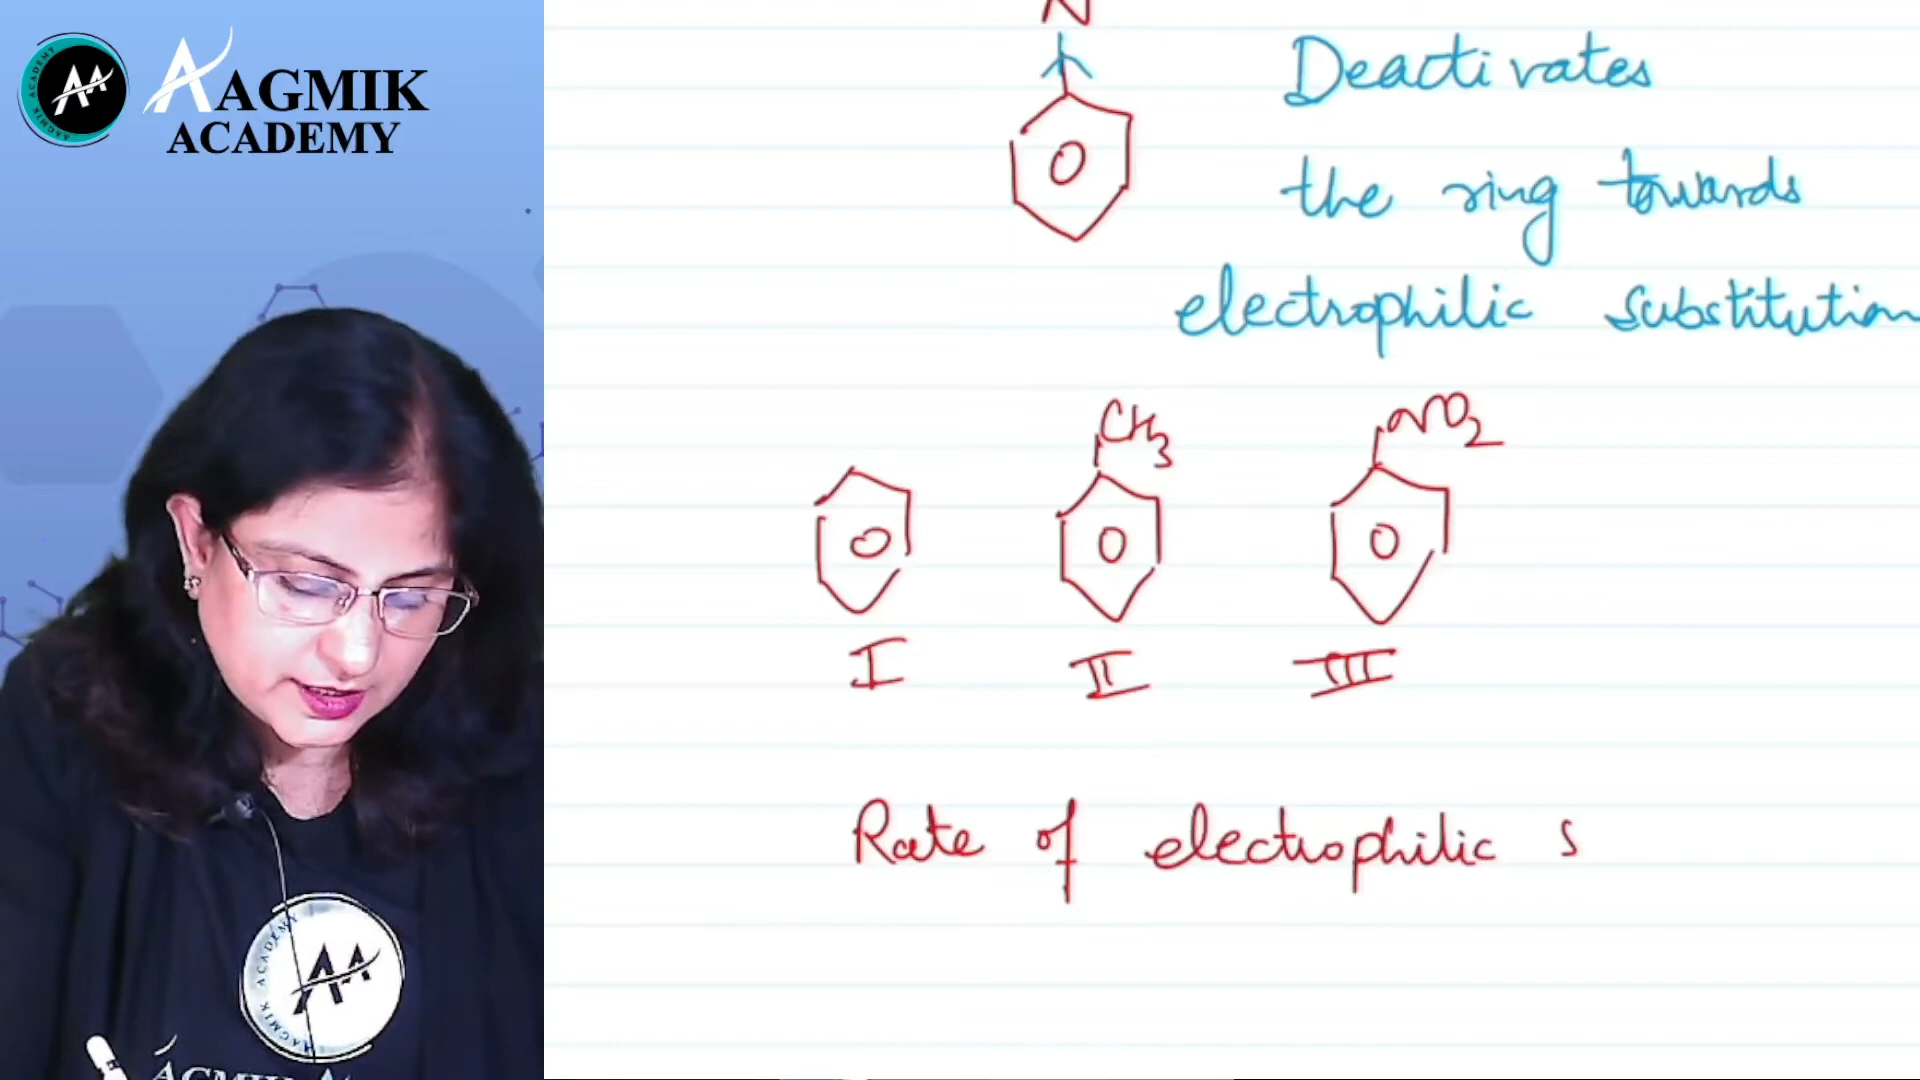 AAGMIK
ACADEMY
N
Deactivates
the ring towards
electrophilic substitution
CH3
NO2
I II III
Rate of electrophilic s